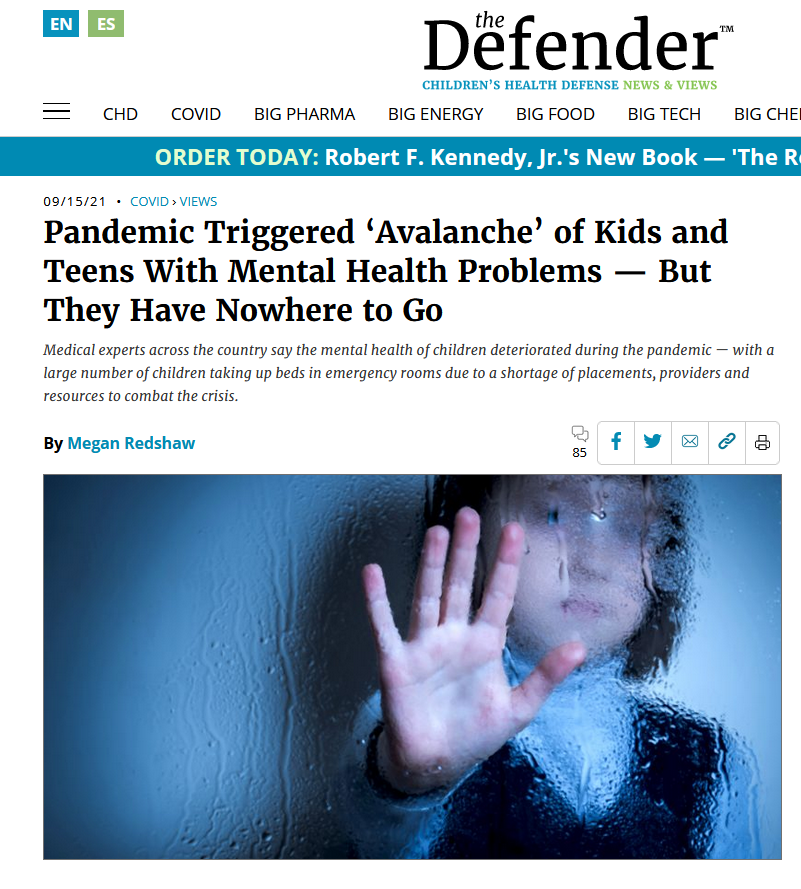 EN ES
the
Defender™
CHILDREN'S HEALTH DEFENSE NEWS & VIEWS
CHD COVID BIG PHARMA BIG ENERGY BIG FOOD BIG TECH BIG
ORDER TODAY: Robert F. Kennedy, Jr.'s New Book — 'The
09/15/21 • COVID › VIEWS
Pandemic Triggered ‘Avalanche’ of Kids and
Teens With Mental Health Problems — But
They Have Nowhere to Go
Medical experts across the country say the mental health of children deteriorated during the pandemic — with a
large number of children taking up beds in emergency rooms due to a shortage of placements, providers and
resources to combat the crisis.
By Megan Redshaw
85